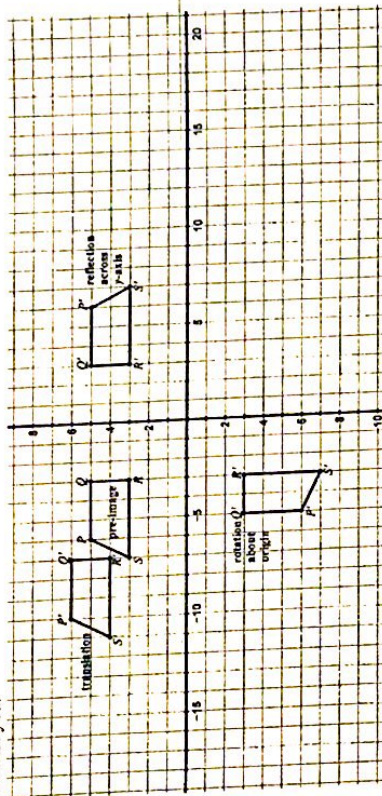 8
6
4
2
-2
-4
-6
-8
-10
-15
-10
-5
5
10
15
20
translation
P'
Q'
R'
S'
P
Q
R
S
pre-image
Q'
P'
R'
S'
reflection
across
y-axis
rotation
about
origin
Q'
R'
P'
S'